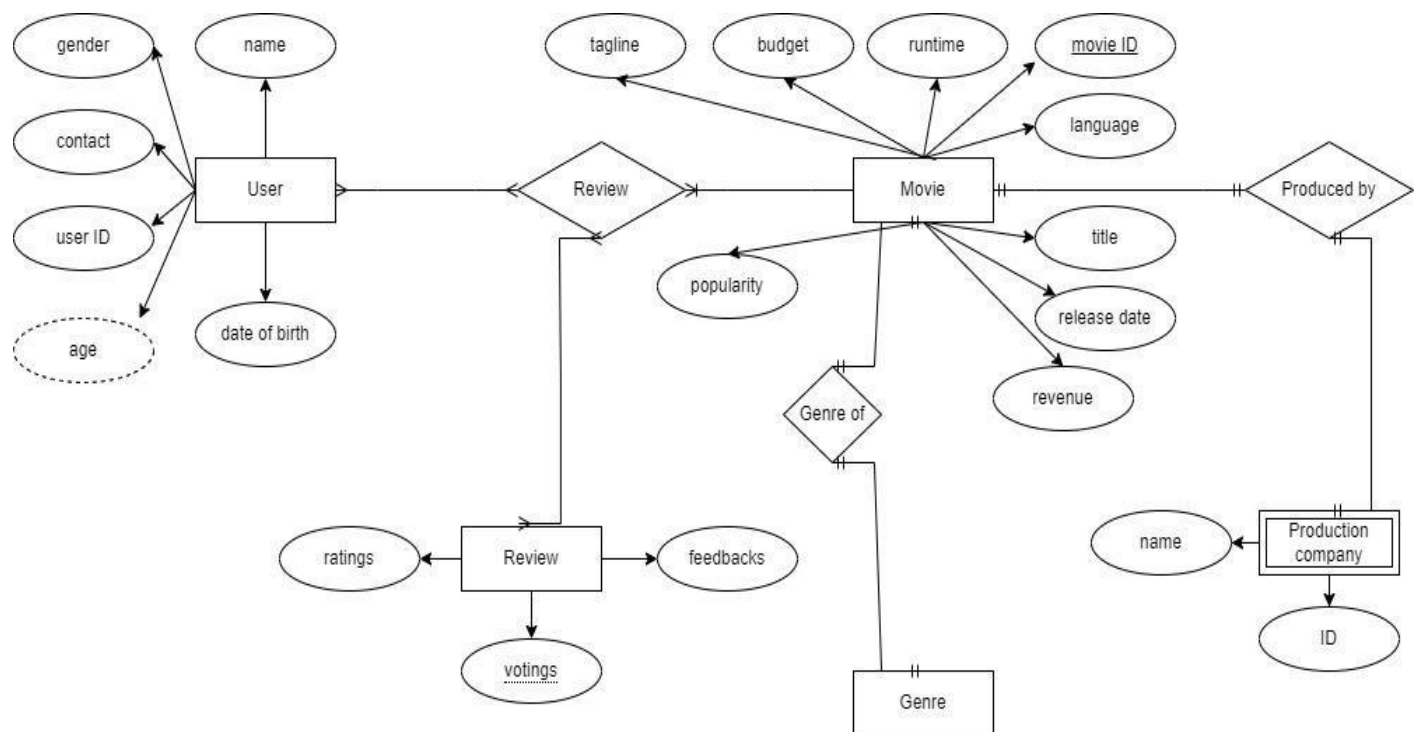 gender
name
tagline
budget
runtime
movie ID
contact
language
User
Review
Movie
Produced by
user ID
title
popularity
age
date of birth
release date
revenue
Genre of
ratings
Review
feedbacks
name
Production
company
votings
ID
Genre